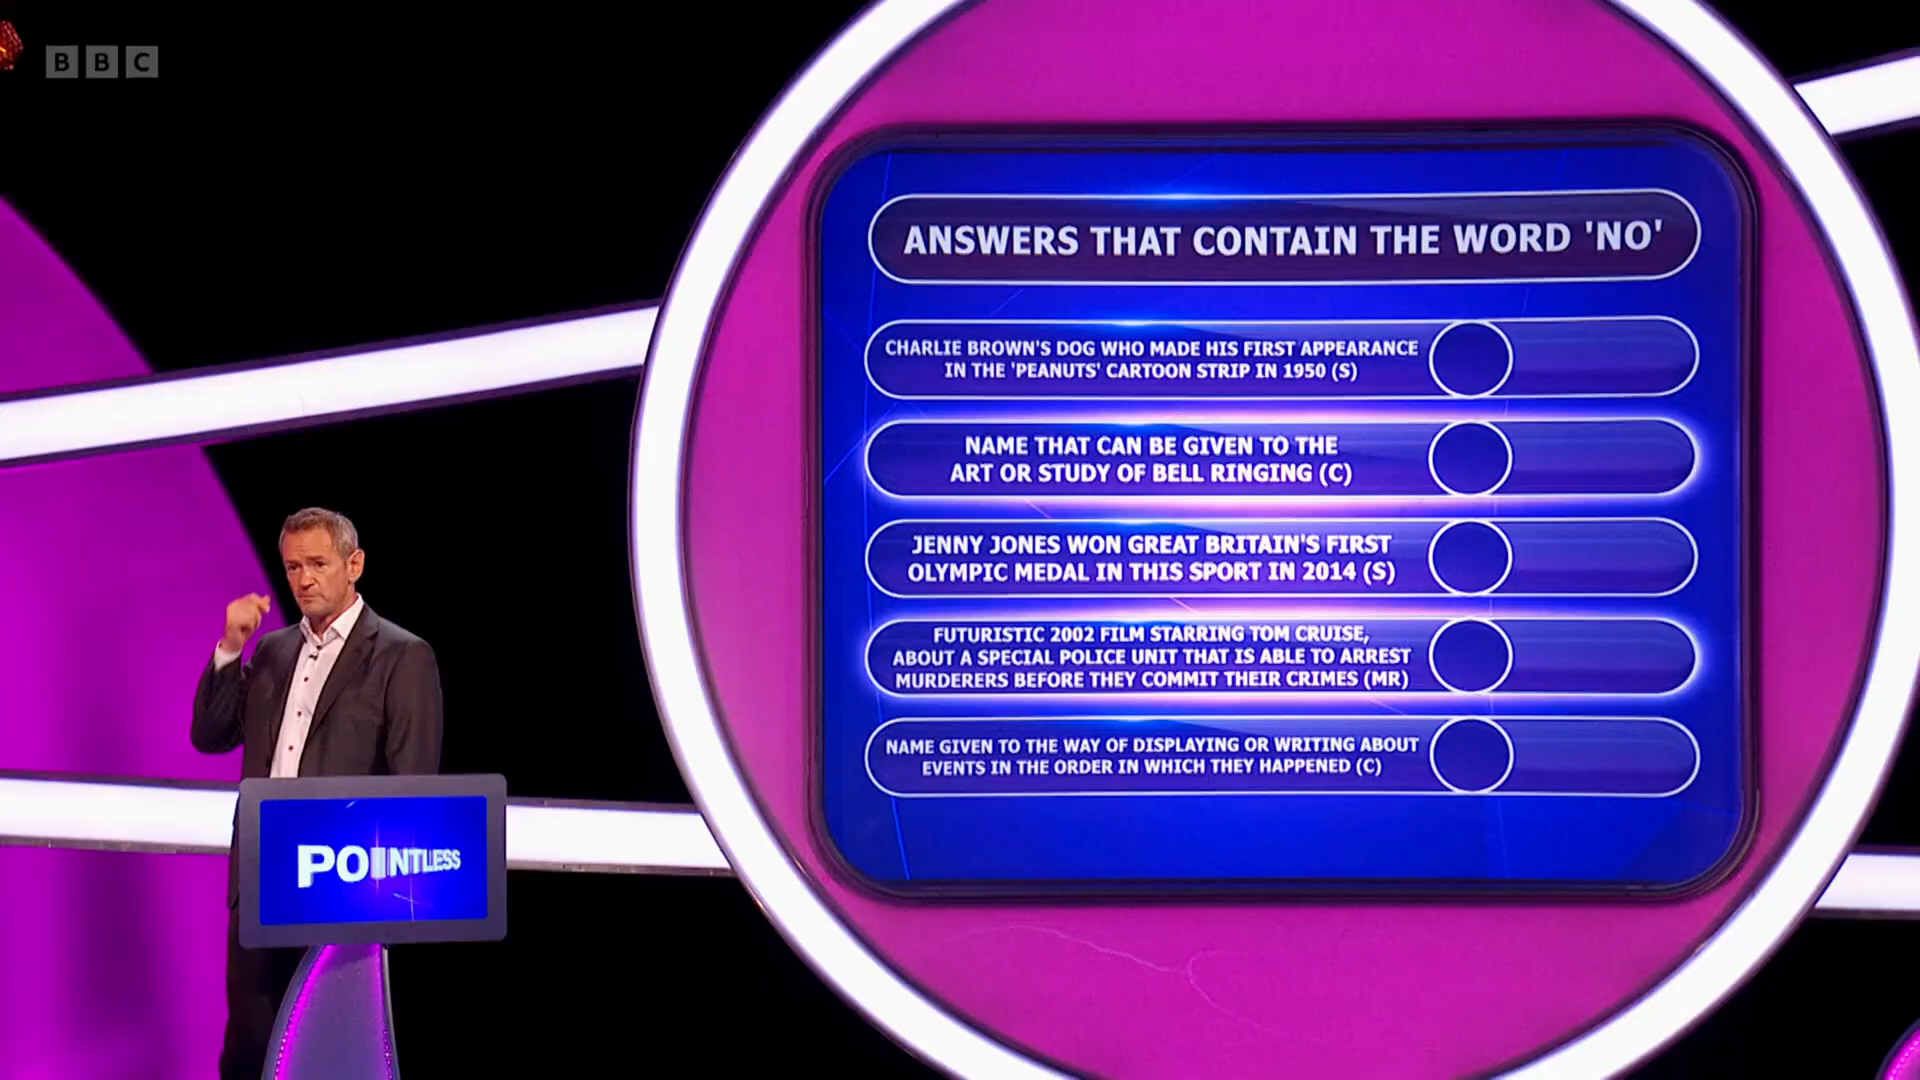 BBC
ANSWERS THAT CONTAIN THE WORD 'NO'
CHARLIE BROWN'S DOG WHO MADE HIS FIRST APPEARANCE
IN THE 'PEANUTS' CARTOON STRIP IN 1950 (S)
NAME THAT CAN BE GIVEN TO THE
ART OR STUDY OF BELL RINGING (C)
JENNY JONES WON GREAT BRITAIN'S FIRST
OLYMPIC MEDAL IN THIS SPORT IN 2014 (S)
FUTURISTIC 2002 FILM STARRING TOM CRUISE,
ABOUT A SPECIAL POLICE UNIT THAT IS ABLE TO ARREST
MURDERERS BEFORE THEY COMMIT THEIR CRIMES (MR)
NAME GIVEN TO THE WAY OF DISPLAYING OR WRITING ABOUT
EVENTS IN THE ORDER IN WHICH THEY HAPPENED (C)
POINTLESS